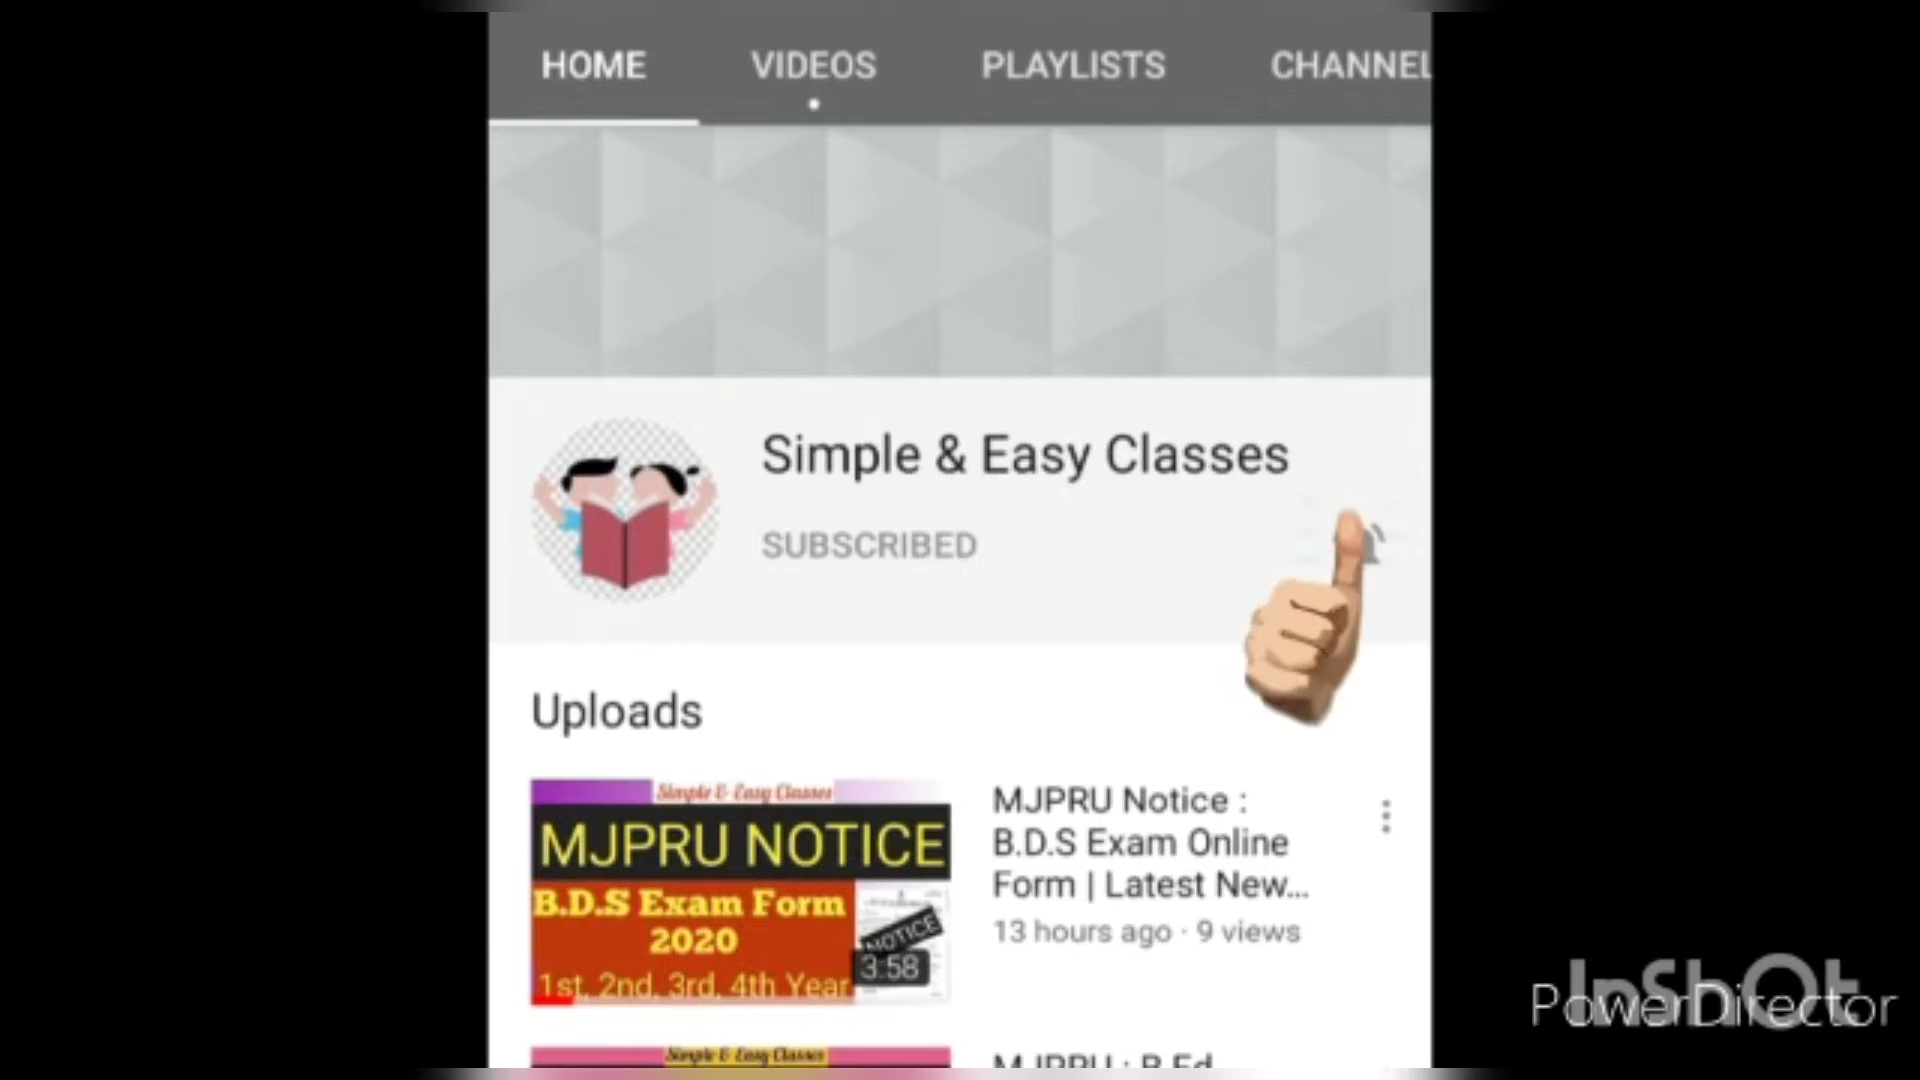 HOME VIDEOS PLAYLISTS CHANNEL
Simple & Easy Classes
SUBSCRIBED
Uploads
Simple & Easy Classes
MJPRU NOTICE
B.D.S Exam Form
2020
1st, 2nd, 3rd, 4th Year
NOTICE
3:58
MJPRU Notice :
B.D.S Exam Online
Form | Latest New...
13 hours ago · 9 views
Simple & Easy Classes
MJPRU : B.Ed
InShOt
PowerDirector